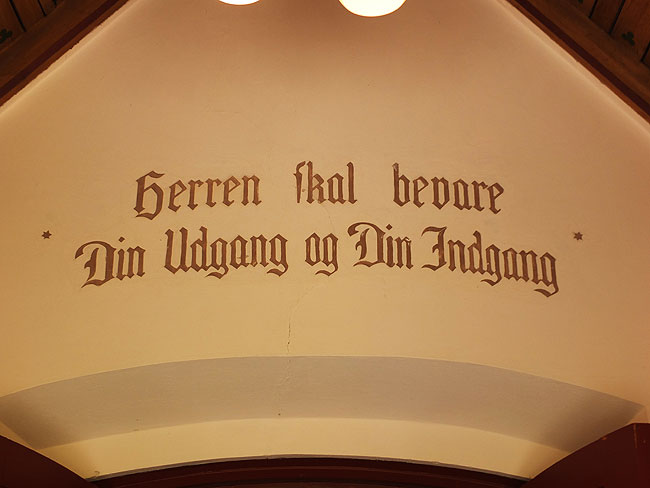 Herren skal bevare
Din Udgang og Din Indgang